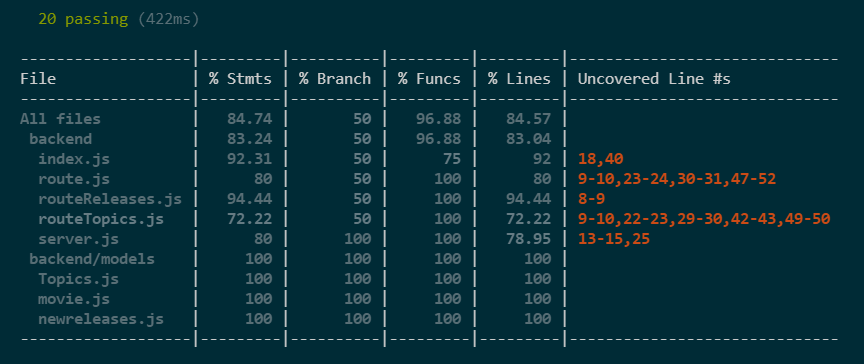 20 passing (422ms)
-------------------|---------|----------|---------|---------|------------------------------
File               | % Stmts | % Branch | % Funcs | % Lines | Uncovered Line #s
-------------------|---------|----------|---------|---------|------------------------------
All files          |   84.74 |       50 |   96.88 |   84.57 |
 backend           |   83.24 |       50 |   96.88 |   83.04 |
  index.js         |   92.31 |       50 |      75 |      92 | 18,40
  route.js         |      80 |       50 |     100 |      80 | 9-10,23-24,30-31,47-52
  routeReleases.js |   94.44 |       50 |     100 |   94.44 | 8-9
  routeTopics.js   |   72.22 |       50 |     100 |   72.22 | 9-10,22-23,29-30,42-43,49-50
  server.js        |      80 |      100 |     100 |   78.95 | 13-15,25
 backend/models    |     100 |      100 |     100 |     100 |
  Topics.js        |     100 |      100 |     100 |     100 |
  movie.js         |     100 |      100 |     100 |     100 |
  newreleases.js   |     100 |      100 |     100 |     100 |
-------------------|---------|----------|---------|---------|------------------------------